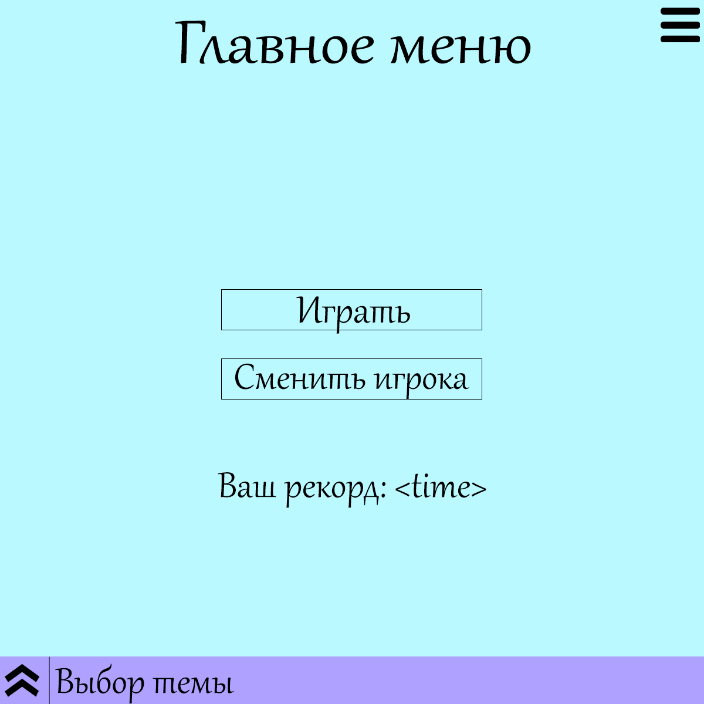 Главное меню
Играть
Сменить игрока
Ваш рекорд: <time>
Выбор темы